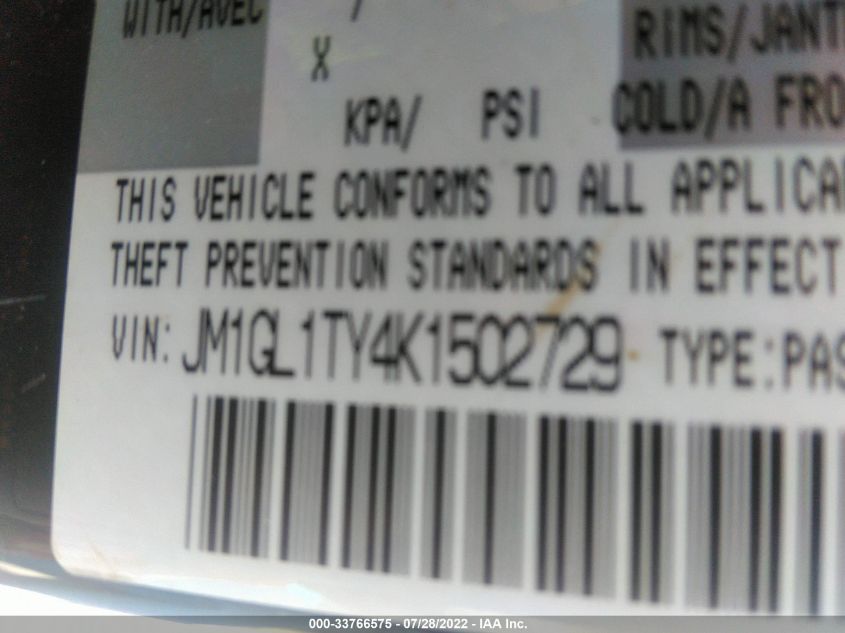 WITH/AVEC /
X
RIMS/JANT
KPA/ PSI COLD/A FRO
THIS VEHICLE CONFORMS TO ALL APPLICA
THEFT PREVENTION STANDARDS IN EFFECT
VIN: JM1GL1TY4K1502729 TYPE:PAS
000-33766575 - 07/28/2022 - IAA Inc.